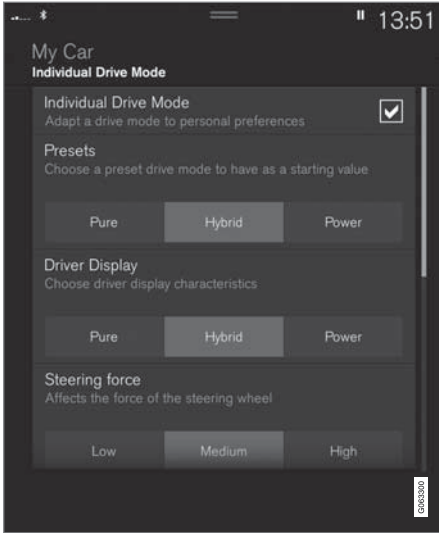 13:51
My Car
Individual Drive Mode
Individual Drive Mode
Adapt a drive mode to personal preferences
Presets
Choose a preset drive mode to have as a starting value
Pure Hybrid Power
Driver Display
Choose driver display characteristics
Pure Hybrid Power
Steering force
Affects the force of the steering wheel
Low Medium High
G063300